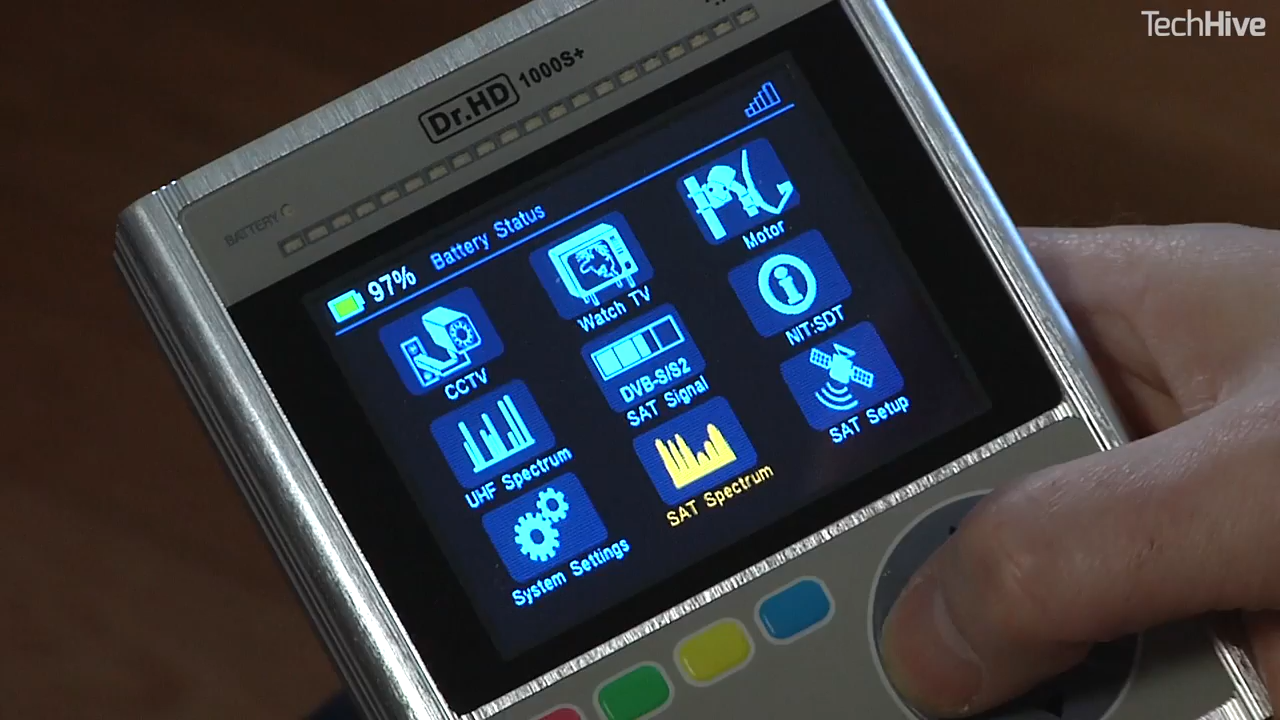 TechHive
Dr.HD 1000S+
BATTERY
97% Battery Status
CCTV
Watch TV
Motor
UHF Spectrum
DVB-S/S2
SAT Signal
NIT:SDT
System Settings
SAT Spectrum
SAT Setup